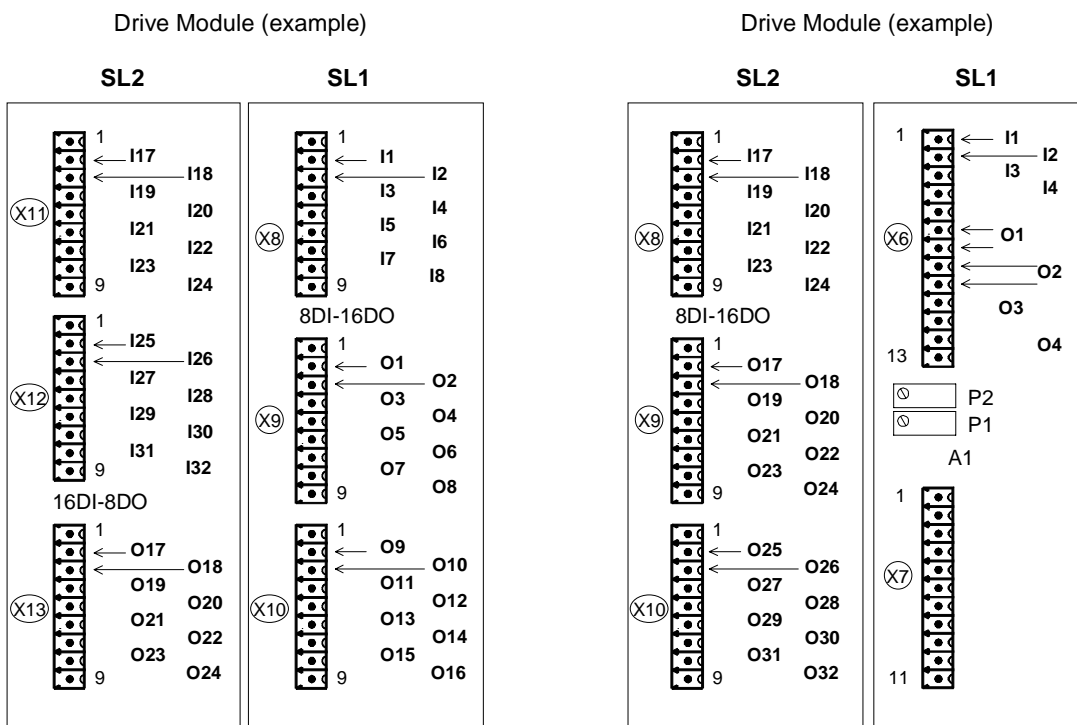 Drive Module (example)
SL2 SL1
X11
1
I17
I18
I19
I20
I21
I22
I23
I24
9
X12
1
I25
I26
I27
I28
I29
I30
I31
I32
9
16DI-8DO
X13
1
O17
O18
O19
O20
O21
O22
O23
O24
9
X8
1
I1
I2
I3
I4
I5
I6
I7
I8
9
8DI-16DO
X9
1
O1
O2
O3
O4
O5
O6
O7
O8
9
X10
1
O9
O10
O11
O12
O13
O14
O15
O16
9
Drive Module (example)
SL2 SL1
X8
1
I17
I18
I19
I20
I21
I22
I23
I24
9
8DI-16DO
X9
1
O17
O18
O19
O20
O21
O22
O23
O24
9
X10
1
O25
O26
O27
O28
O29
O30
O31
O32
9
X6
1
I1
I2
I3
I4
O1
O2
O3
O4
13
P2
P1
A1
X7
1
11